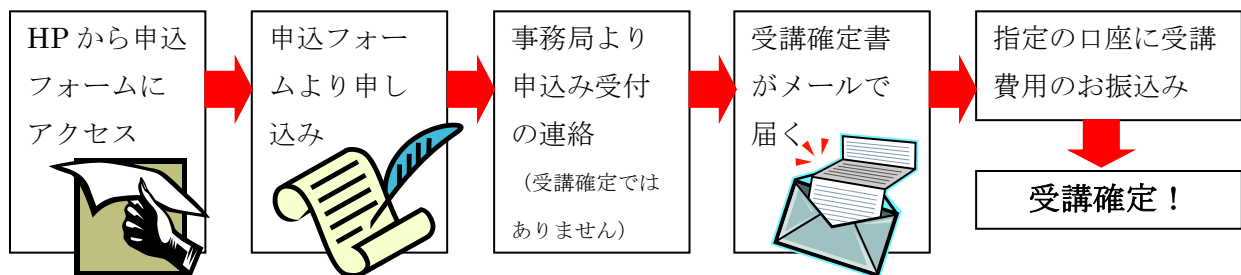 HP から申込
フォームに
アクセス
申込フォー
ムより申し
込み
事務局より
申込み受付
の連絡
（受講確定では
ありません）
受講確定書
がメールで
届く
指定の口座に受講
費用のお振込み
受講確定！